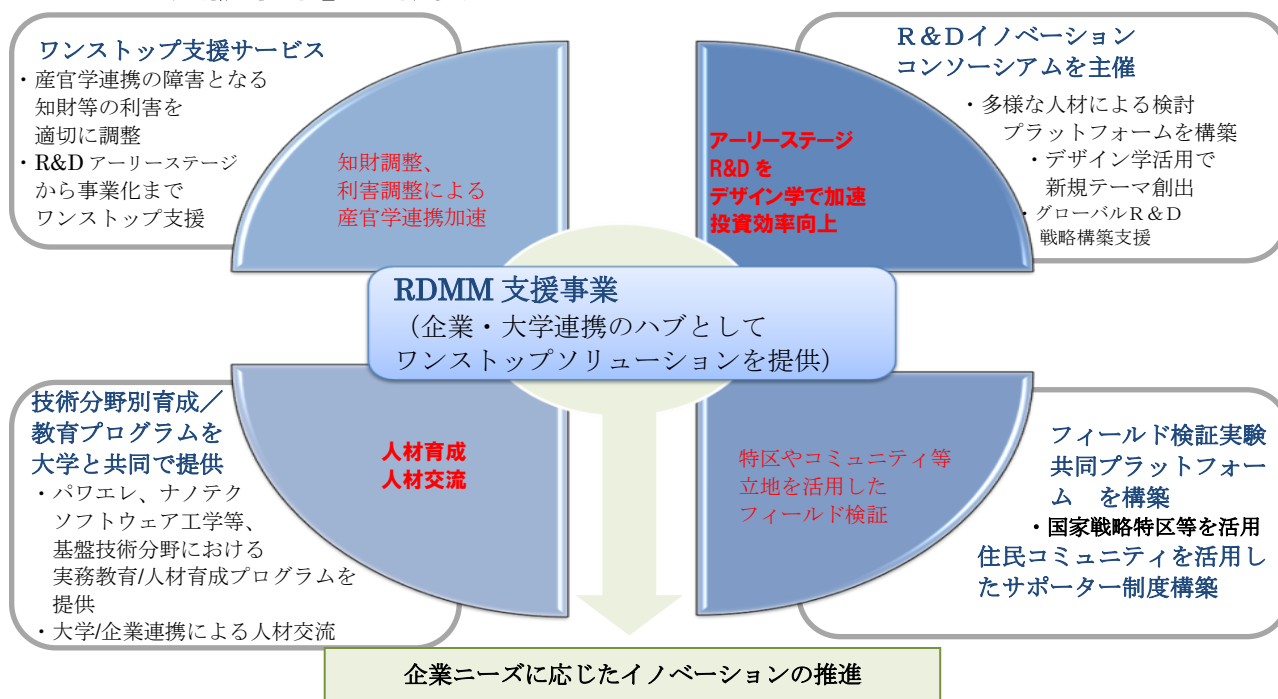 ワンストップ支援サービス
・産官学連携の障害となる
知財等の利害を
適切に調整
・R&D アーリーステージ
から事業化まで
ワンストップ支援
知財調整、
利害調整による
産官学連携加速
R&Dイノベーション
コンソーシアムを主催
・多様な人材による検討
プラットフォームを構築
・デザイン学活用で
新規テーマ創出
・グローバルR&D
戦略構築支援
アーリーステージ
R&D を
デザイン学で加速
投資効率向上
RDMM 支援事業
（企業・大学連携のハブとして
ワンストップソリューションを提供）
技術分野別育成／
教育プログラムを
大学と共同で提供
・パワエレ、ナノテク
ソフトウェア工学等、
基盤技術分野における
実務教育/人材育成プログラムを
提供
・大学/企業連携による人材交流
人材育成
人材交流
特区やコミュニティ等
立地を活用した
フィールド検証
フィールド検証実験
共同プラットフォー
ム　を構築
・国家戦略特区等を活用
住民コミュニティを活用し
たサポーター制度構築
企業ニーズに応じたイノベーションの推進